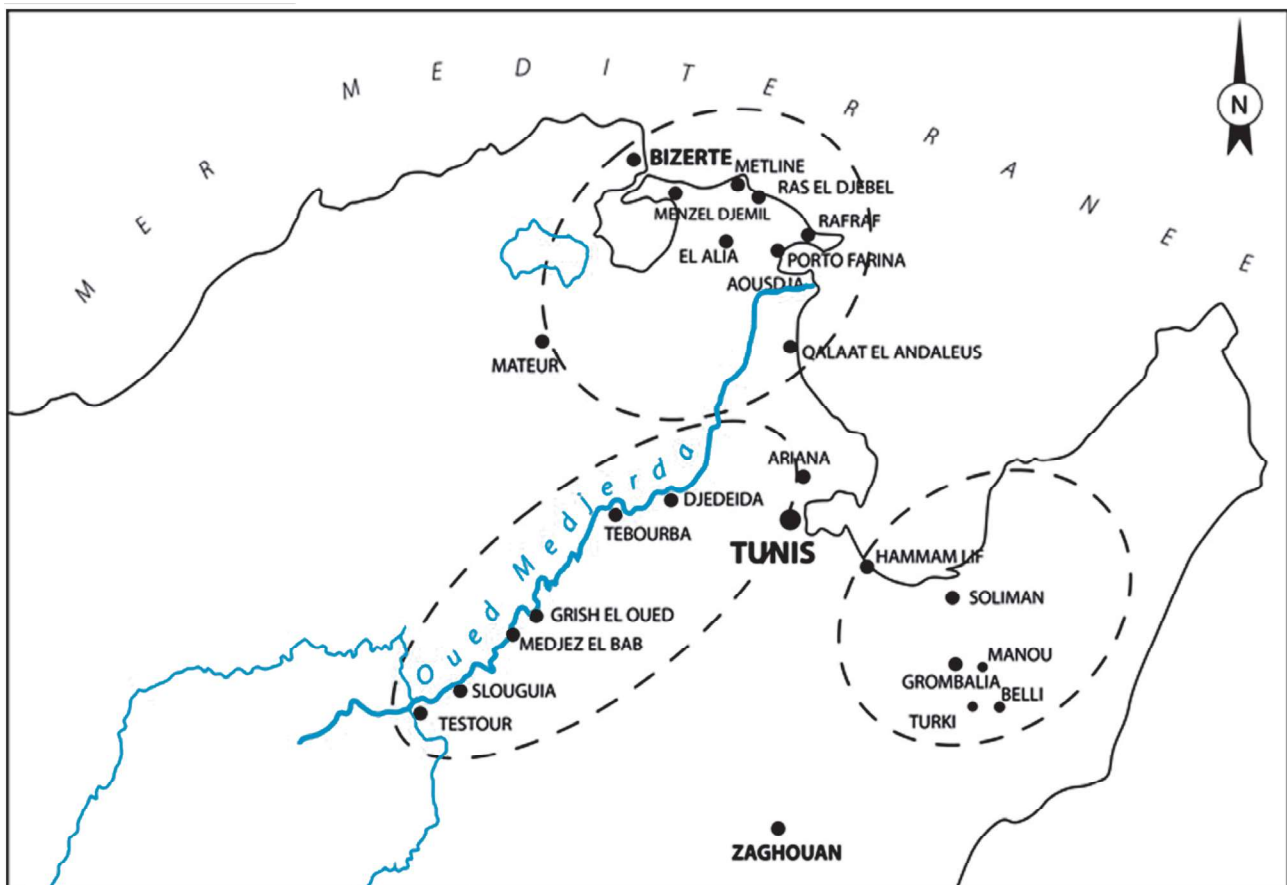 MER MEDITERRANEE
N
BIZERTE
METLINE
RAS EL DJEBEL
MENZEL DJEMIL
RAFRAF
EL ALIA
PORTO FARINA
AOUSDJA
MATEUR
QALAAT EL ANDALEUS
ARIANA
DJEDEIDA
TEBOURBA
TUNIS
Oued Medjerda
HAMMAM LIF
SOLIMAN
GRISH EL OUED
MEDJEZ EL BAB
MANOU
GROMBALIA
BELLI
SLOUGUIA
TURKI
TESTOUR
ZAGHOUAN